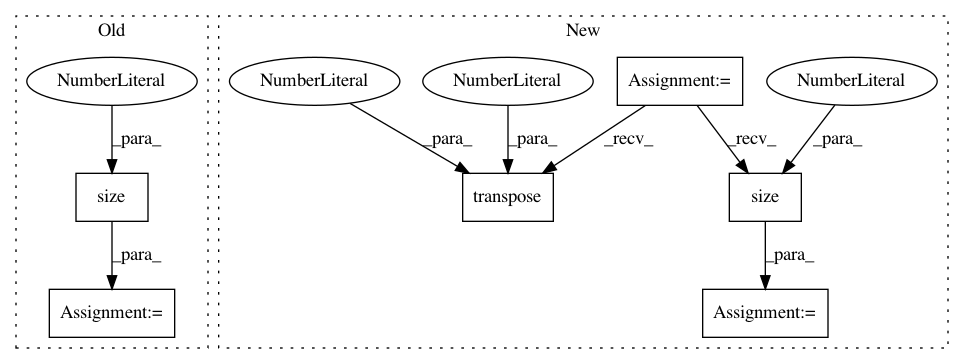 Old
New
NumberLiteral
NumberLiteral
NumberLiteral
Assignment:=
NumberLiteral
_para_
_para_
_para_
_recv_
_recv_
_para_
size
transpose
size
_para_
_para_
Assignment:=
Assignment:=